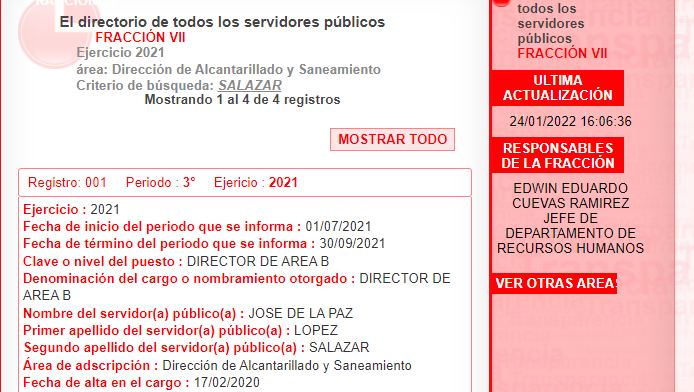 El directorio de todos los servidores públicos
FRACCIÓN VII
Ejercicio 2021
área: Dirección de Alcantarillado y Saneamiento
Criterio de búsqueda: SALAZAR
Mostrando 1 al 4 de 4 registros
MOSTRAR TODO
Registro: 001 Periodo : 3° Ejericio : 2021
Ejercicio : 2021
Fecha de inicio del periodo que se informa : 01/07/2021
Fecha de término del periodo que se informa : 30/09/2021
Clave o nivel del puesto : DIRECTOR DE AREA B
Denominación del cargo o nombramiento otorgado : DIRECTOR DE
AREA B
Nombre del servidor(a) público(a) : JOSE DE LA PAZ
Primer apellido del servidor(a) público(a) : LOPEZ
Segundo apellido del servidor(a) público(a) : SALAZAR
Área de adscripción : Dirección de Alcantarillado y Saneamiento
Fecha de alta en el cargo : 17/02/2020
todos los
servidores
públicos
FRACCIÓN VII
ULTIMA
ACTUALIZACIÓN
24/01/2022 16:06:36
RESPONSABLES
DE LA FRACCIÓN
EDWIN EDUARDO
CUEVAS RAMIREZ
JEFE DE
DEPARTAMENTO DE
RECURSOS HUMANOS
VER OTRAS AREAS